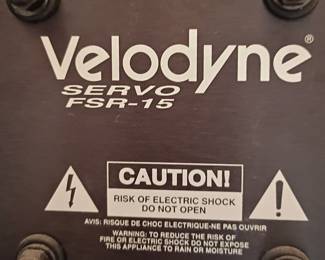 Velodyne®
SERVO
FSR-15
CAUTION!
RISK OF ELECTRIC SHOCK
DO NOT OPEN
AVIS: RISQUE DE CHOC ELECTRIQUE-NE PAS OUVRIR
WARNING: TO REDUCE THE RISK OF
FIRE OR ELECTRIC SHOCK DO NOT EXPOSE
THIS APPLIANCE TO RAIN OR MOISTURE